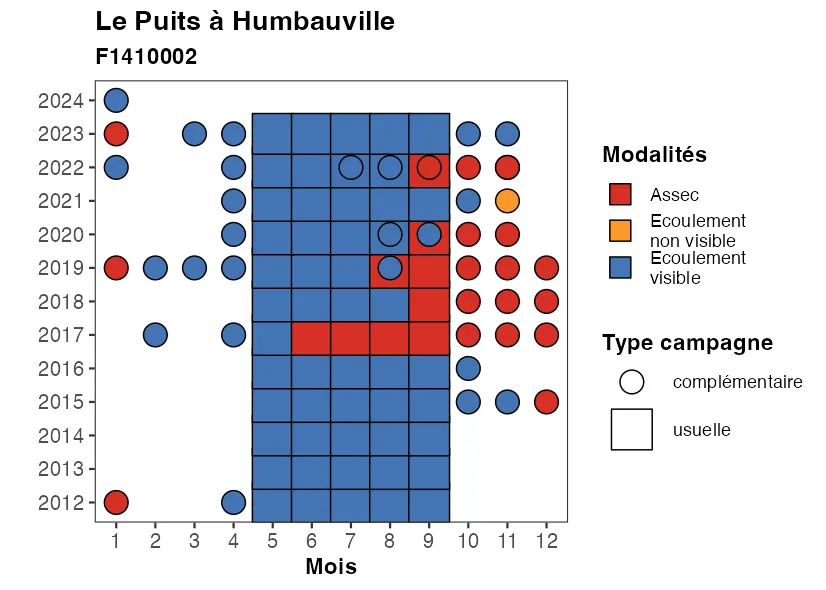 Le Puits à Humbauville
F1410002
2024
2023
2022
2021
2020
2019
2018
2017
2016
2015
2014
2013
2012
1 2 3 4 5 6 7 8 9 10 11 12
Mois
Modalités
Assec
Ecoulement
non visible
Ecoulement
visible
Type campagne
complémentaire
usuelle